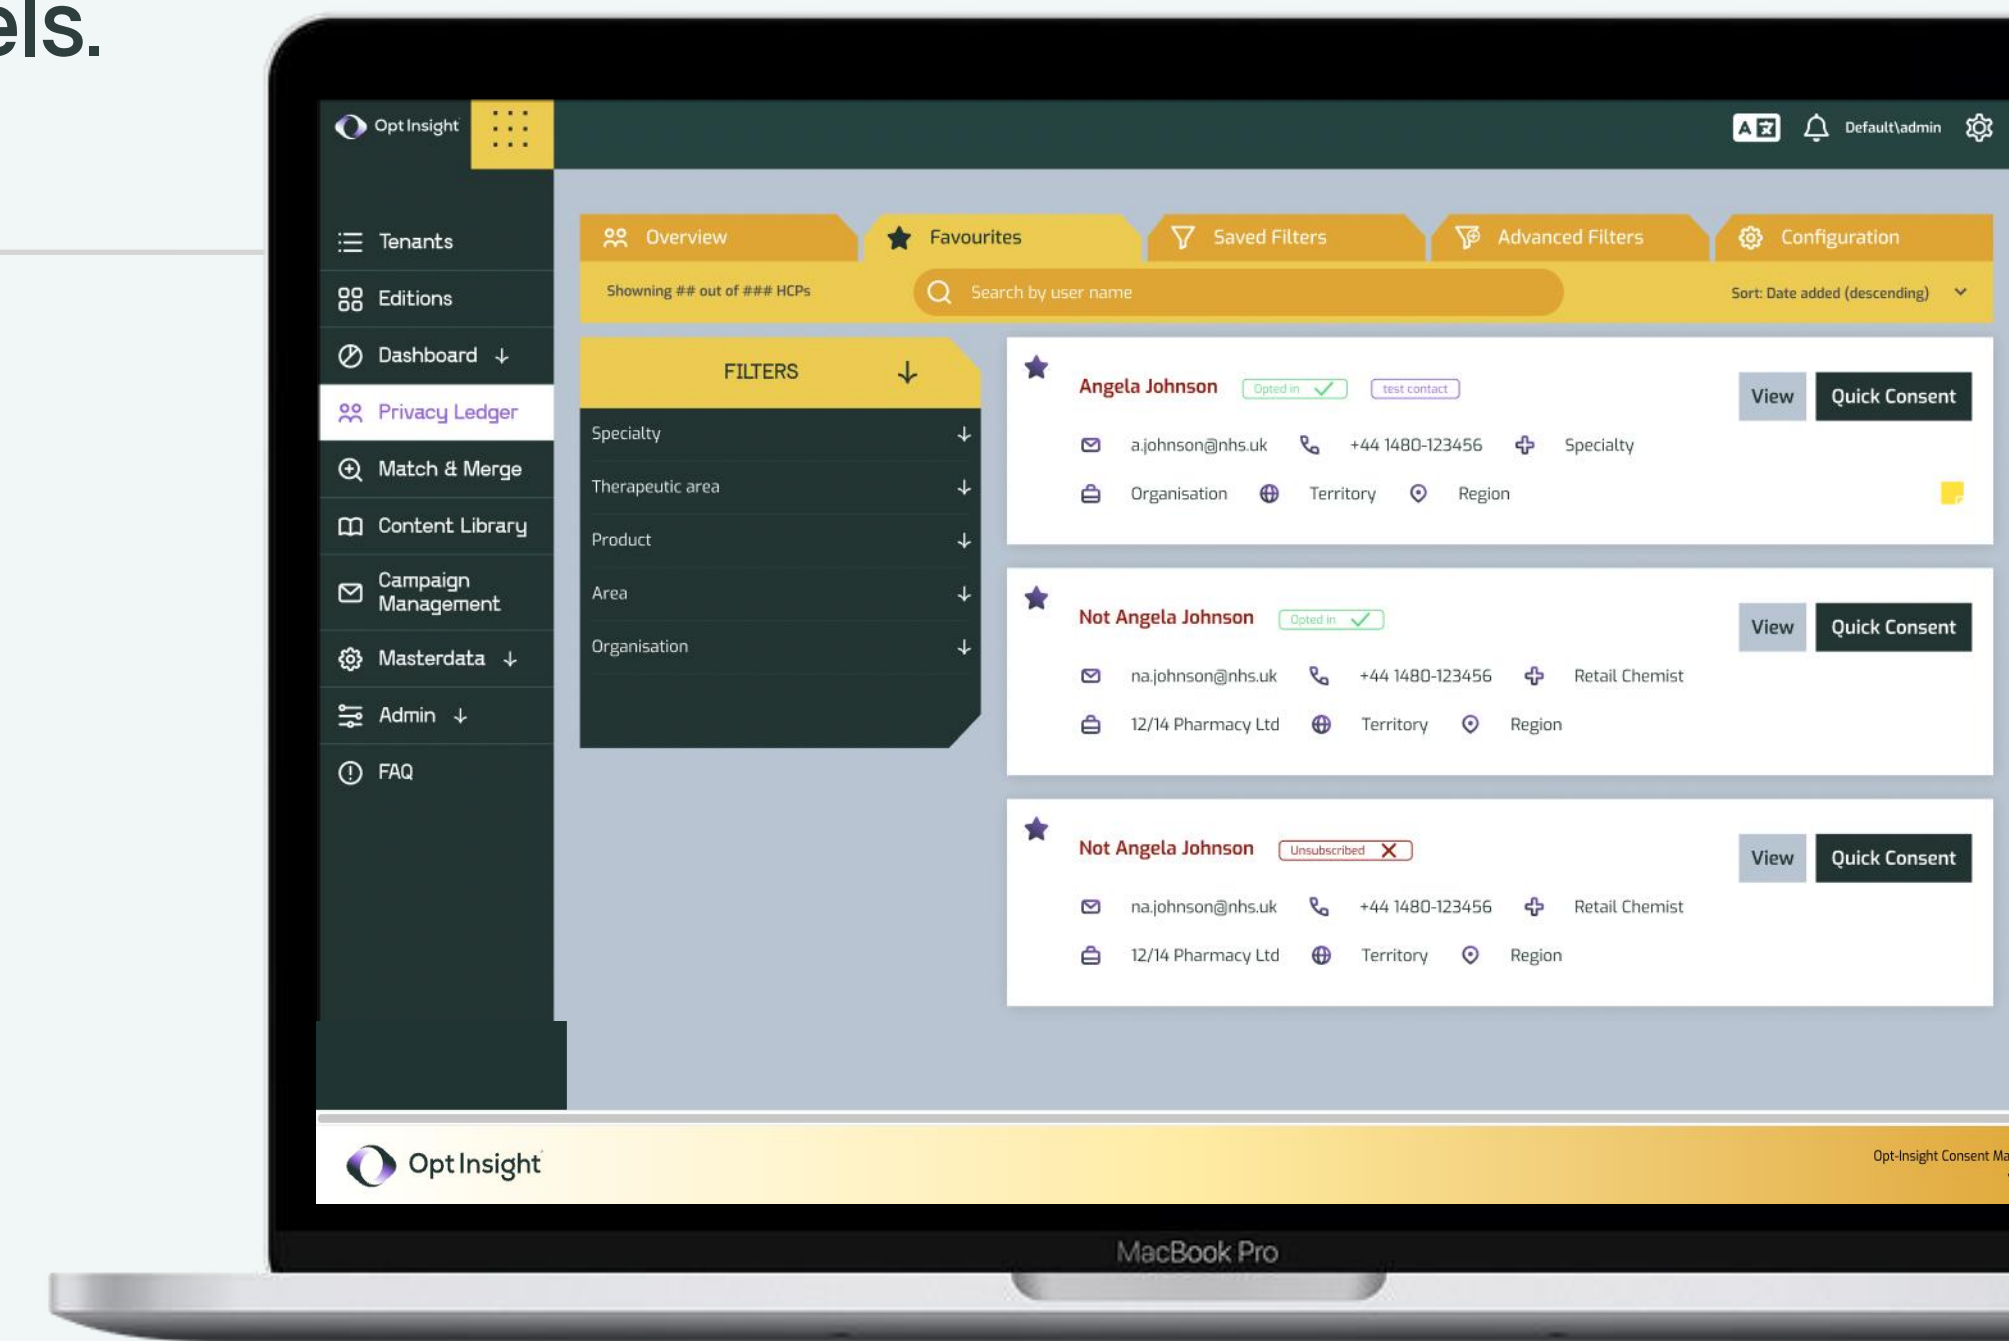 els.
Opt Insight
A
Default\admin
Tenants
Editions
Dashboard
Privacy Ledger
Match & Merge
Content Library
Campaign
Management
Masterdata
Admin
FAQ
Overview
Favourites
Saved Filters
Advanced Filters
Configuration
Showning ## out of ### HCPs
Search by user name
Sort: Date added (descending)
FILTERS
Specialty
Therapeutic area
Product
Area
Organisation
Angela Johnson
Opted in
test contact
View
Quick Consent
a.johnson@nhs.uk
+44 1480-123456
Specialty
Organisation
Territory
Region
Not Angela Johnson
Opted in
View
Quick Consent
na.johnson@nhs.uk
+44 1480-123456
Retail Chemist
12/14 Pharmacy Ltd
Territory
Region
Not Angela Johnson
Unsubscribed
View
Quick Consent
na.johnson@nhs.uk
+44 1480-123456
Retail Chemist
12/14 Pharmacy Ltd
Territory
Region
Opt Insight
Opt-Insight Consent Ma
MacBook Pro